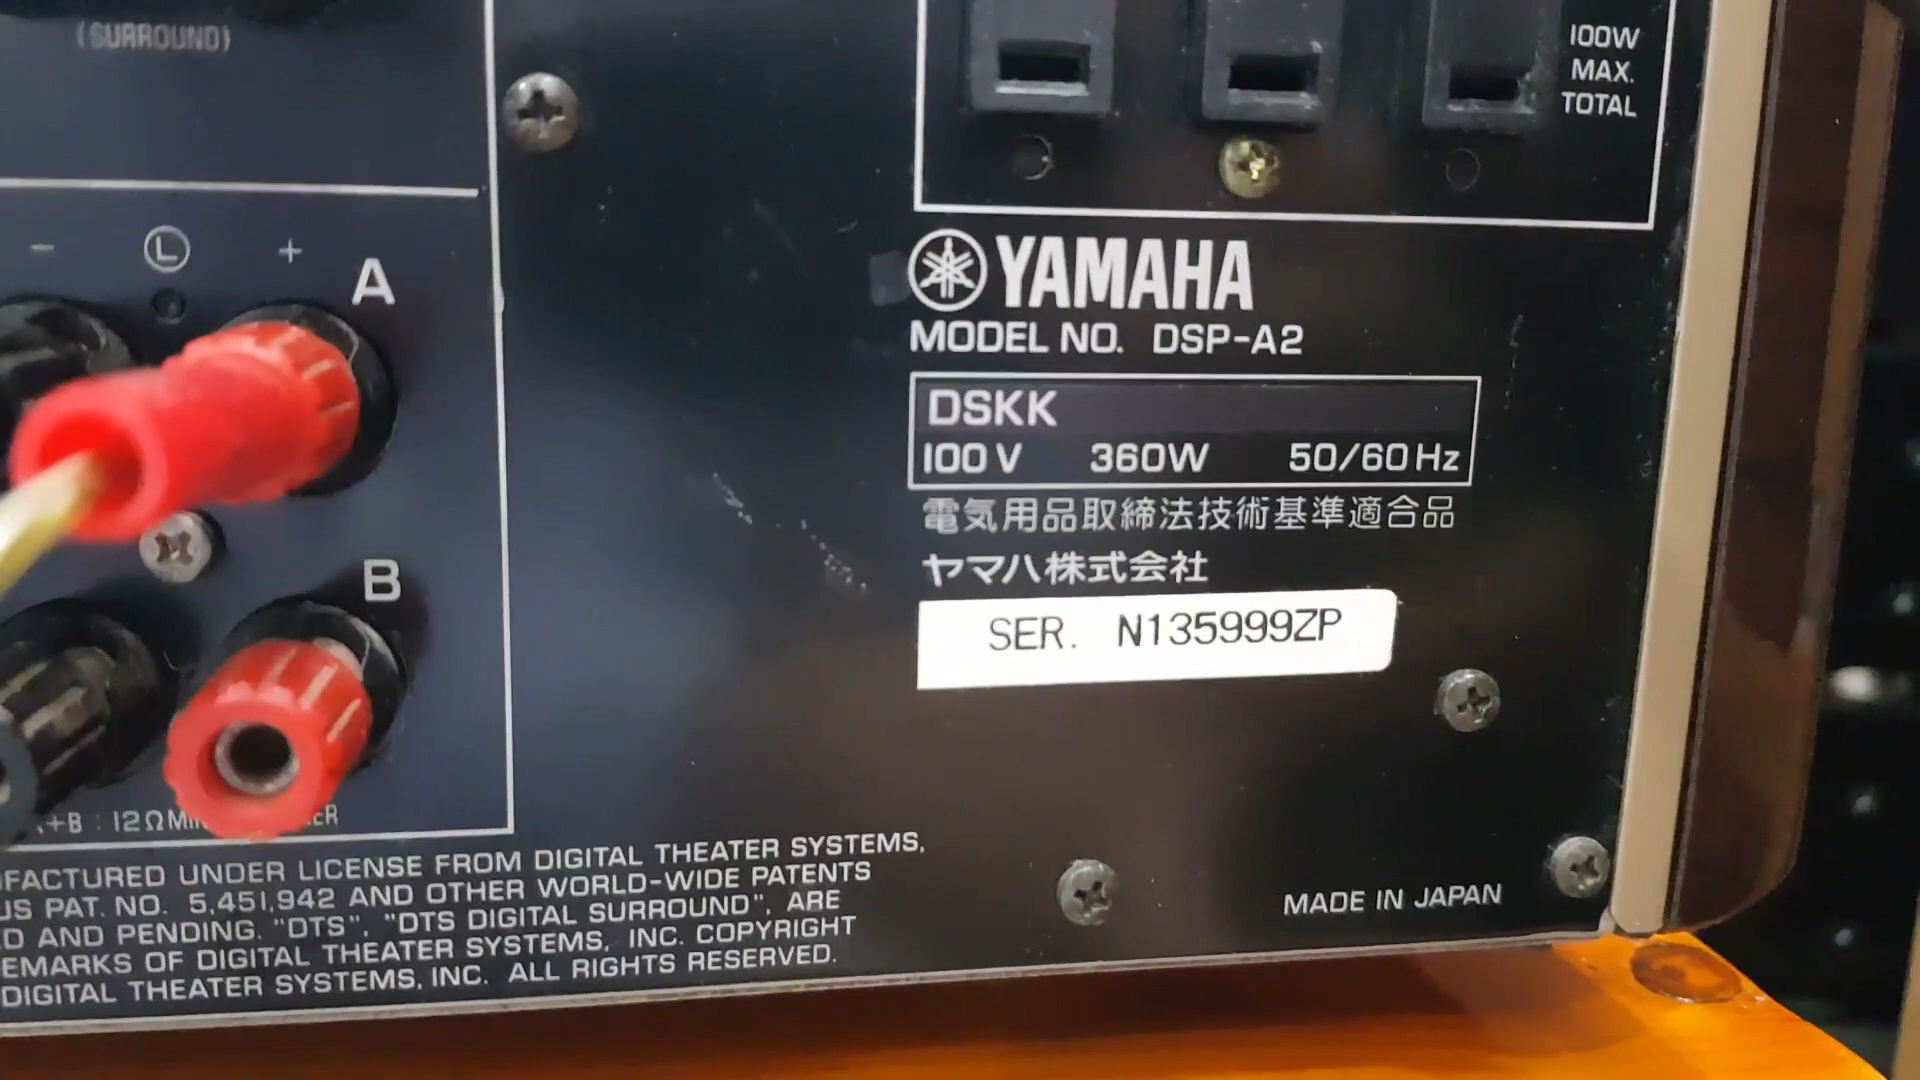 (SURROUND)
100W
MAX.
TOTAL
- L +
A
YAMAHA
MODEL NO. DSP-A2
DSKK
100V 360W 50/60Hz
電気用品取締法技術基準適合品
ヤマハ株式会社
SER. N135999ZP
B
A+B : 12Ω
UNDER LICENSE FROM DIGITAL THEATER SYSTEMS,
US PAT. NO. 5,451,942 AND OTHER WORLD-WIDE PATENTS
AND PENDING. "DTS", "DTS DIGITAL SURROUND", ARE
OF DIGITAL THEATER SYSTEMS, INC. COPYRIGHT
DIGITAL THEATER SYSTEMS, INC. ALL RIGHTS RESERVED.
MADE IN JAPAN